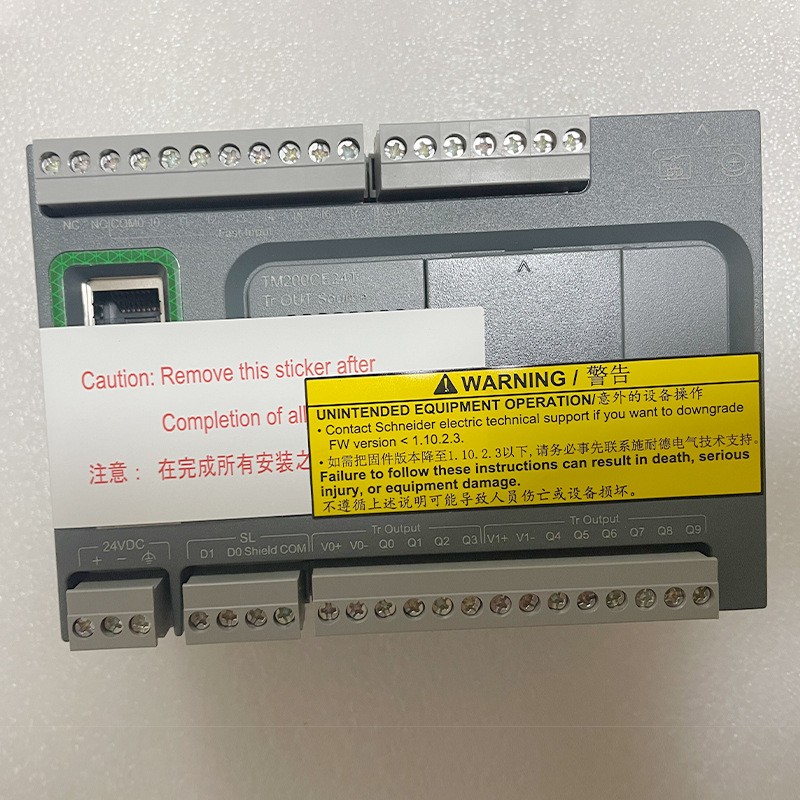 NC NC COM0 I0
Fast Input
TM200CE24T
Tr OUT Source
Caution: Remove this sticker after
Completion of all
注意： 在完成所有安装之
WARNING / 警告
UNINTENDED EQUIPMENT OPERATION/意外的设备操作
• Contact Schneider electric technical support if you want to downgrade
FW version < 1.10.2.3.
• 如需把固件版本降至1.10.2.3以下,请务必事先联系施耐德电气技术支持。
Failure to follow these instructions can result in death, serious
injury, or equipment damage.
不遵循上述说明可能导致人员伤亡或设备损坏.
24VDC SL Tr Output Tr Output
+ − D1 D0 Shield COM V0+ V0- Q0 Q1 Q2 Q3 V1+ V1- Q4 Q5 Q6 Q7 Q8 Q9